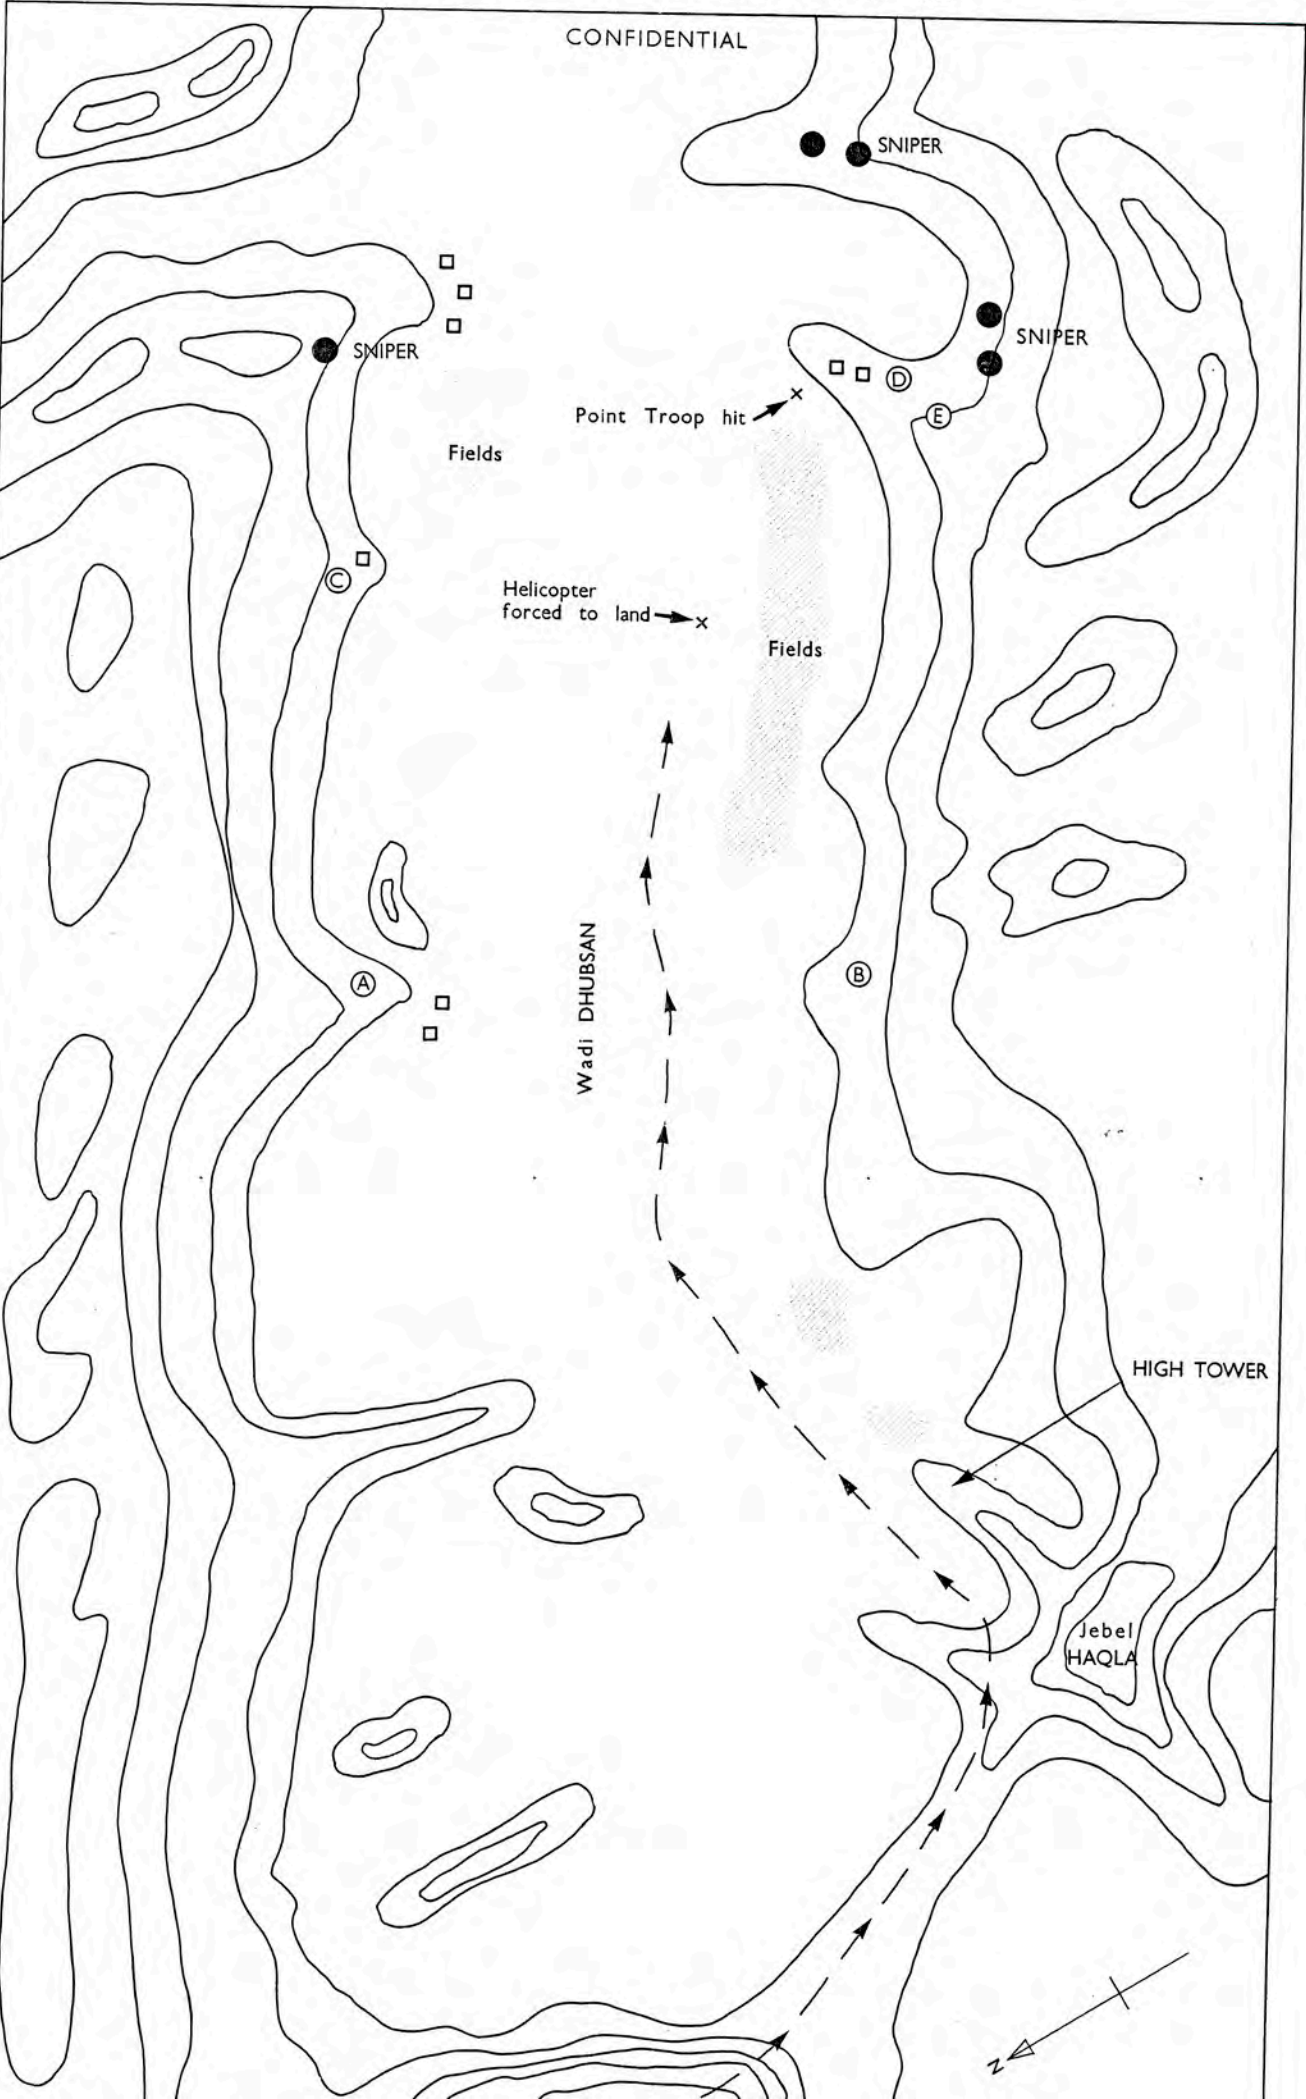 CONFIDENTIAL
SNIPER
SNIPER
SNIPER
D
Point Troop hit
E
Fields
C
Helicopter
forced to land
Fields
Wadi DHUBSAN
A
B
HIGH TOWER
Jebel
HAQLA
N